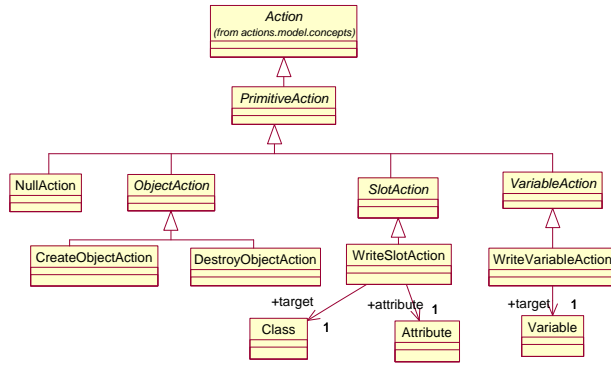 Action
(from actions.model.concepts)
PrimitiveAction
NullAction
ObjectAction
SlotAction
VariableAction
CreateObjectAction
DestroyObjectAction
WriteSlotAction
WriteVariableAction
+target
+attribute
+target
1
1
1
Class
Attribute
Variable